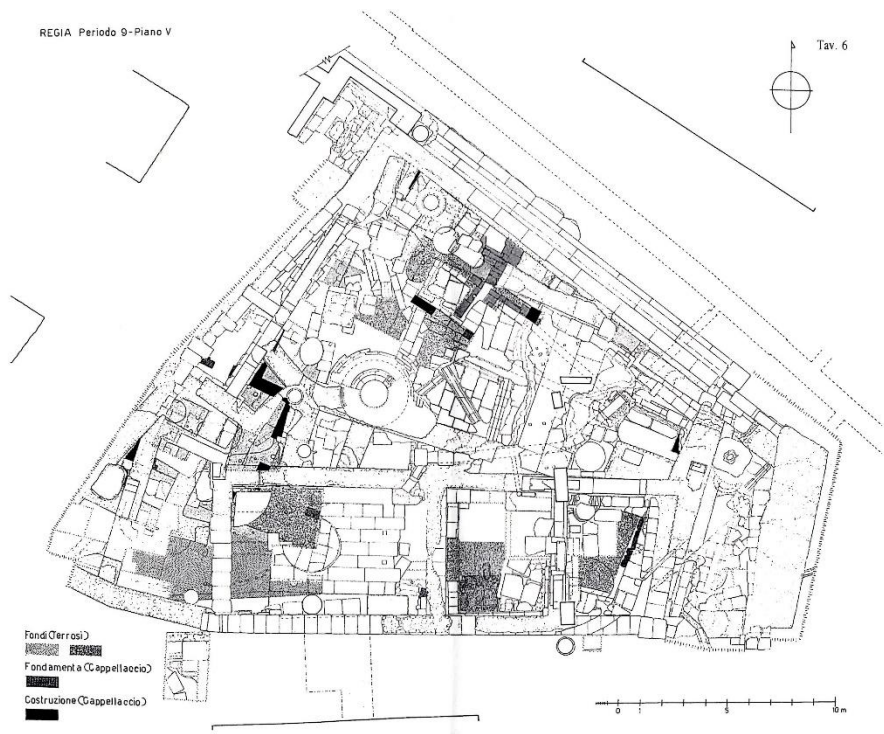 REGIA Periodo 9-Piano V
Tav. 6
Fondi(Terrosi)
Fondamenta(Cappellaccio)
Costruzione(Cappellaccio)
0 1 5 10 m